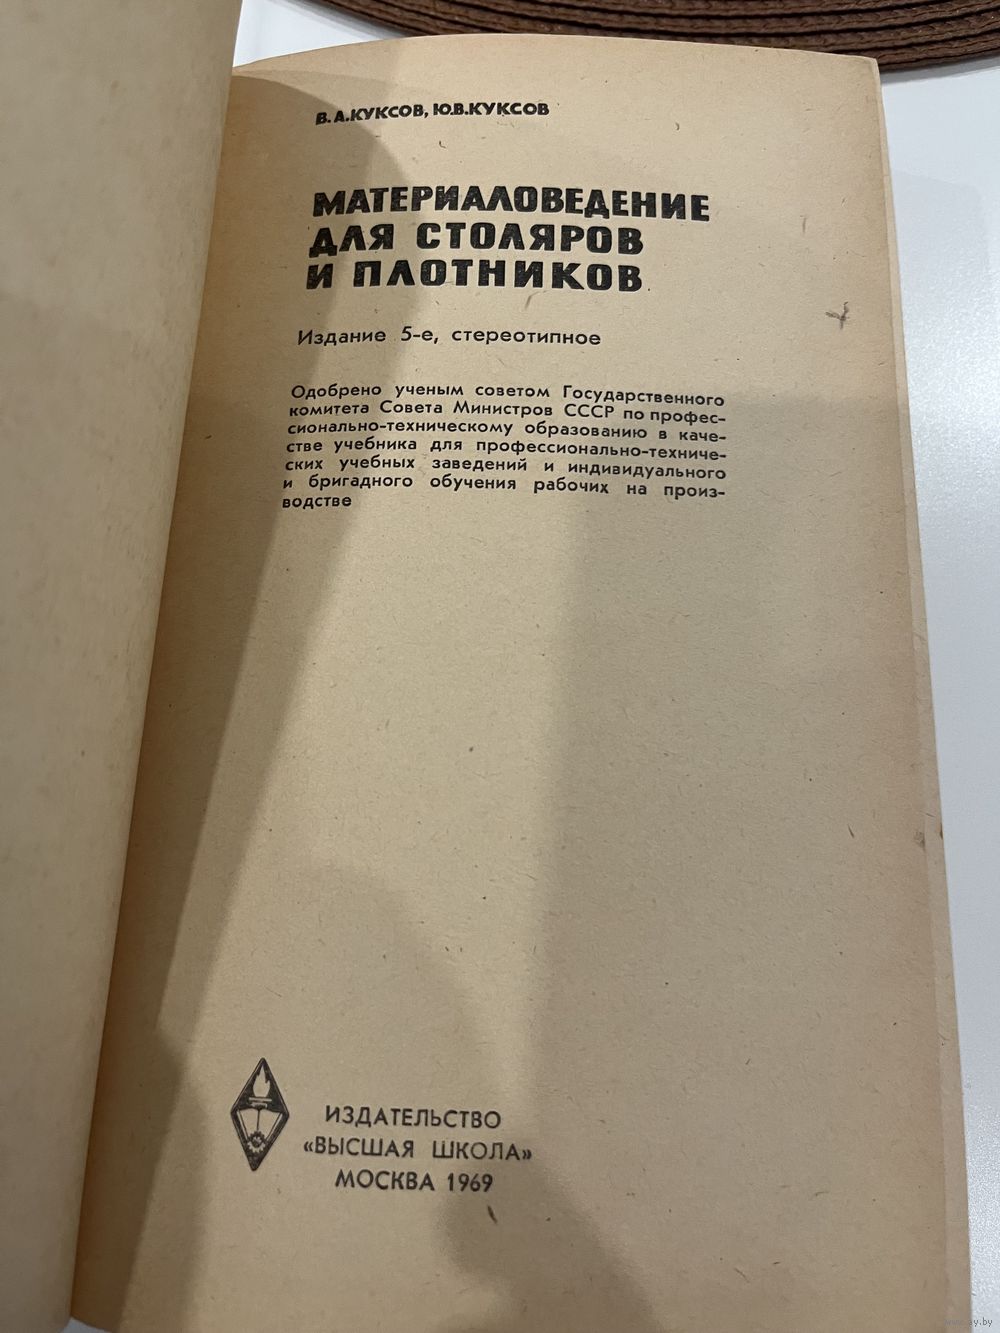 В. А.КУКСОВ, Ю.В.КУКСОВ
МАТЕРИАЛОВЕДЕНИЕ
ДЛЯ СТОЛЯРОВ
И ПЛОТНИКОВ
Издание 5-е, стереотипное
Одобрено ученым советом Государственного
комитета Совета Министров СССР по профес-
сионально-техническому образованию в каче-
стве учебника для профессионально-техниче-
ских учебных заведений и индивидуального
и бригадного обучения рабочих на произ-
водстве
ИЗДАТЕЛЬСТВО
«ВЫСШАЯ ШКОЛА»
МОСКВА 1969